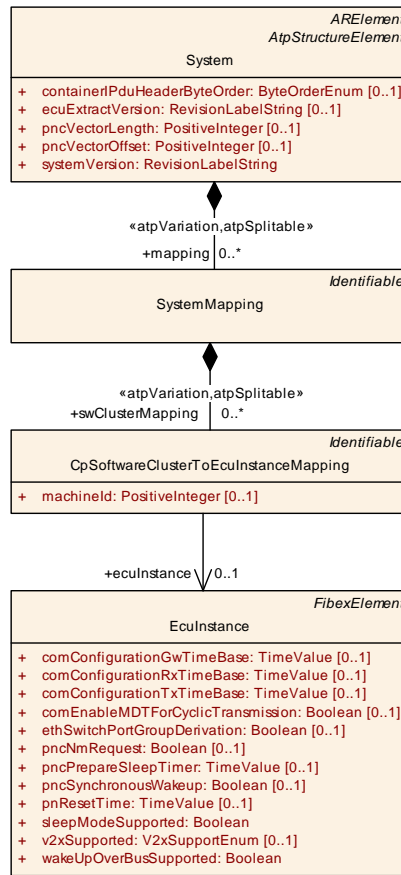 ARElement
AtpStructureElement
System
+ containerIPduHeaderByteOrder: ByteOrderEnum [0..1]
+ ecuExtractVersion: RevisionLabelString [0..1]
+ pncVectorLength: PositiveInteger [0..1]
+ pncVectorOffset: PositiveInteger [0..1]
+ systemVersion: RevisionLabelString
«atpVariation,atpSplitable»
+mapping 0..*
Identifiable
SystemMapping
«atpVariation,atpSplitable»
+swClusterMapping 0..*
Identifiable
CpSoftwareClusterToEcuInstanceMapping
+ machineId: PositiveInteger [0..1]
+ecuInstance 0..1
FibexElement
EcuInstance
+ comConfigurationGwTimeBase: TimeValue [0..1]
+ comConfigurationRxTimeBase: TimeValue [0..1]
+ comConfigurationTxTimeBase: TimeValue [0..1]
+ comEnableMDTForCyclicTransmission: Boolean [0..1]
+ ethSwitchPortGroupDerivation: Boolean [0..1]
+ pncNmRequest: Boolean [0..1]
+ pncPrepareSleepTimer: TimeValue [0..1]
+ pncSynchronousWakeup: Boolean [0..1]
+ pnResetTime: TimeValue [0..1]
+ sleepModeSupported: Boolean
+ v2xSupported: V2xSupportEnum [0..1]
+ wakeUpOverBusSupported: Boolean